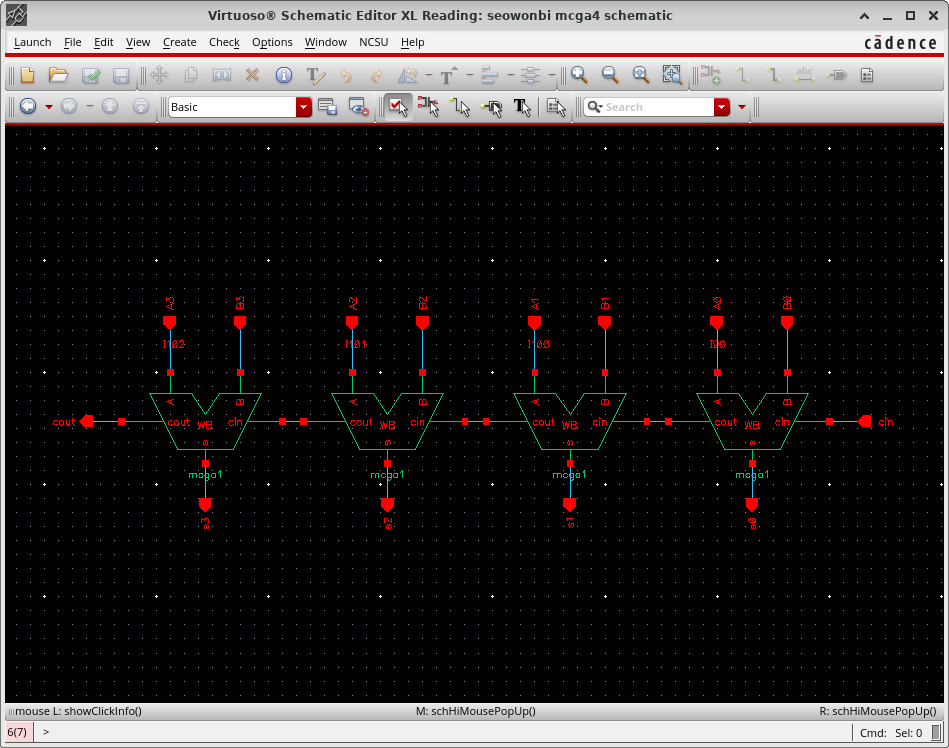 Virtuoso® Schematic Editor XL Reading: seowonbi mcga4 schematic
Launch File Edit View Create Check Options Window NCSU Help
cādence
Basic
Search
A3 B3 A2 B2 A1 B1 A0 B0
I102 I101 I100 I99
A B A B A B A B
cout cout WB cin cout WB cin cout WB cin cout WB cin cin
s s s s
mcga1 mcga1 mcga1 mcga1
s3 s2 s1 s0
mouse L: showClickInfo() M: schHiMousePopUp() R: schHiMousePopUp()
6(7) > Cmd: Sel: 0